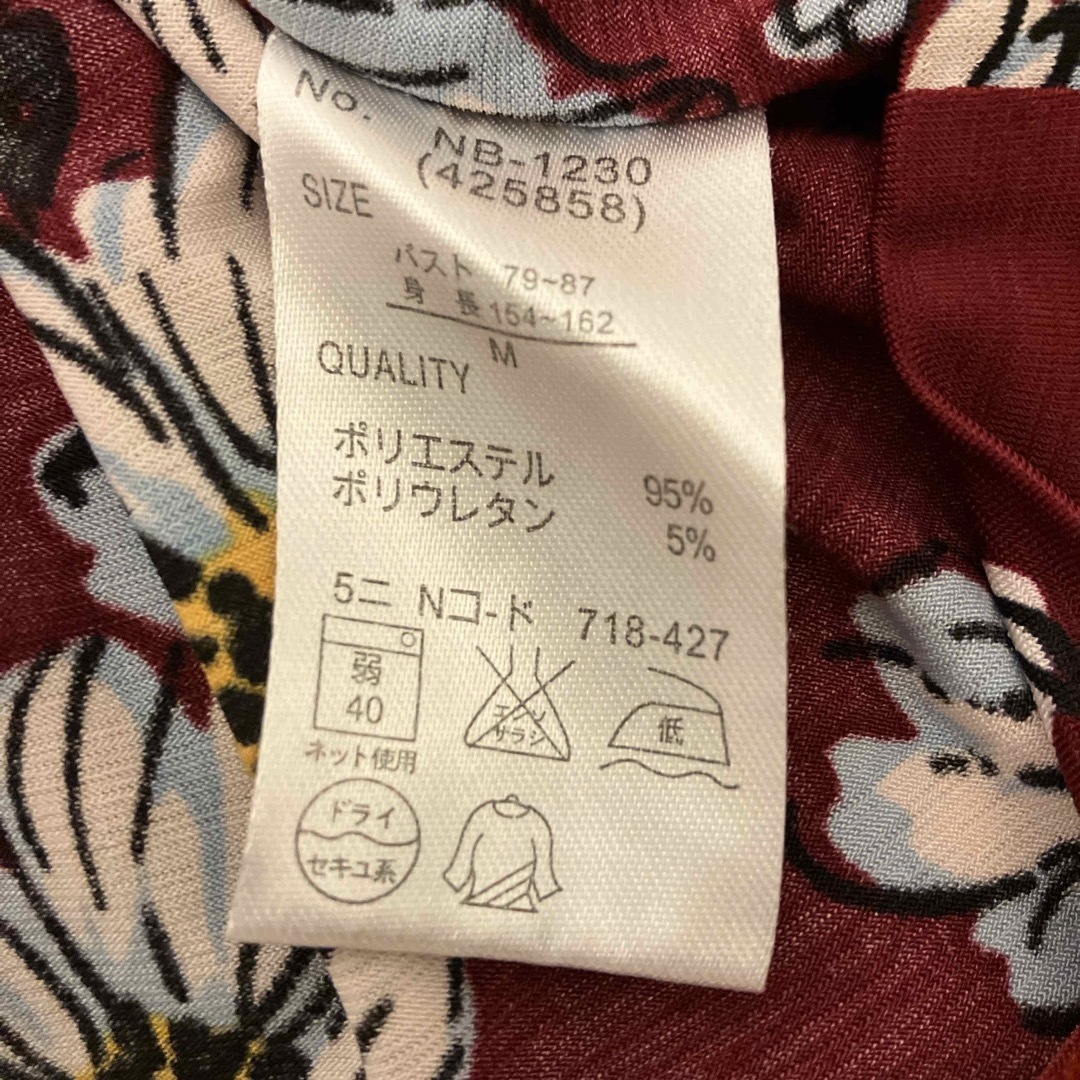 No. NB-1230
(425858)
SIZE
バスト 79~87
身 長 154~162
M
QUALITY
ポリエステル 95%
ポリウレタン 5%
5ニ Nコ-ド 718-427
弱
40
ネット使用
エンソ
サラシ
低
ドライ
セキユ系